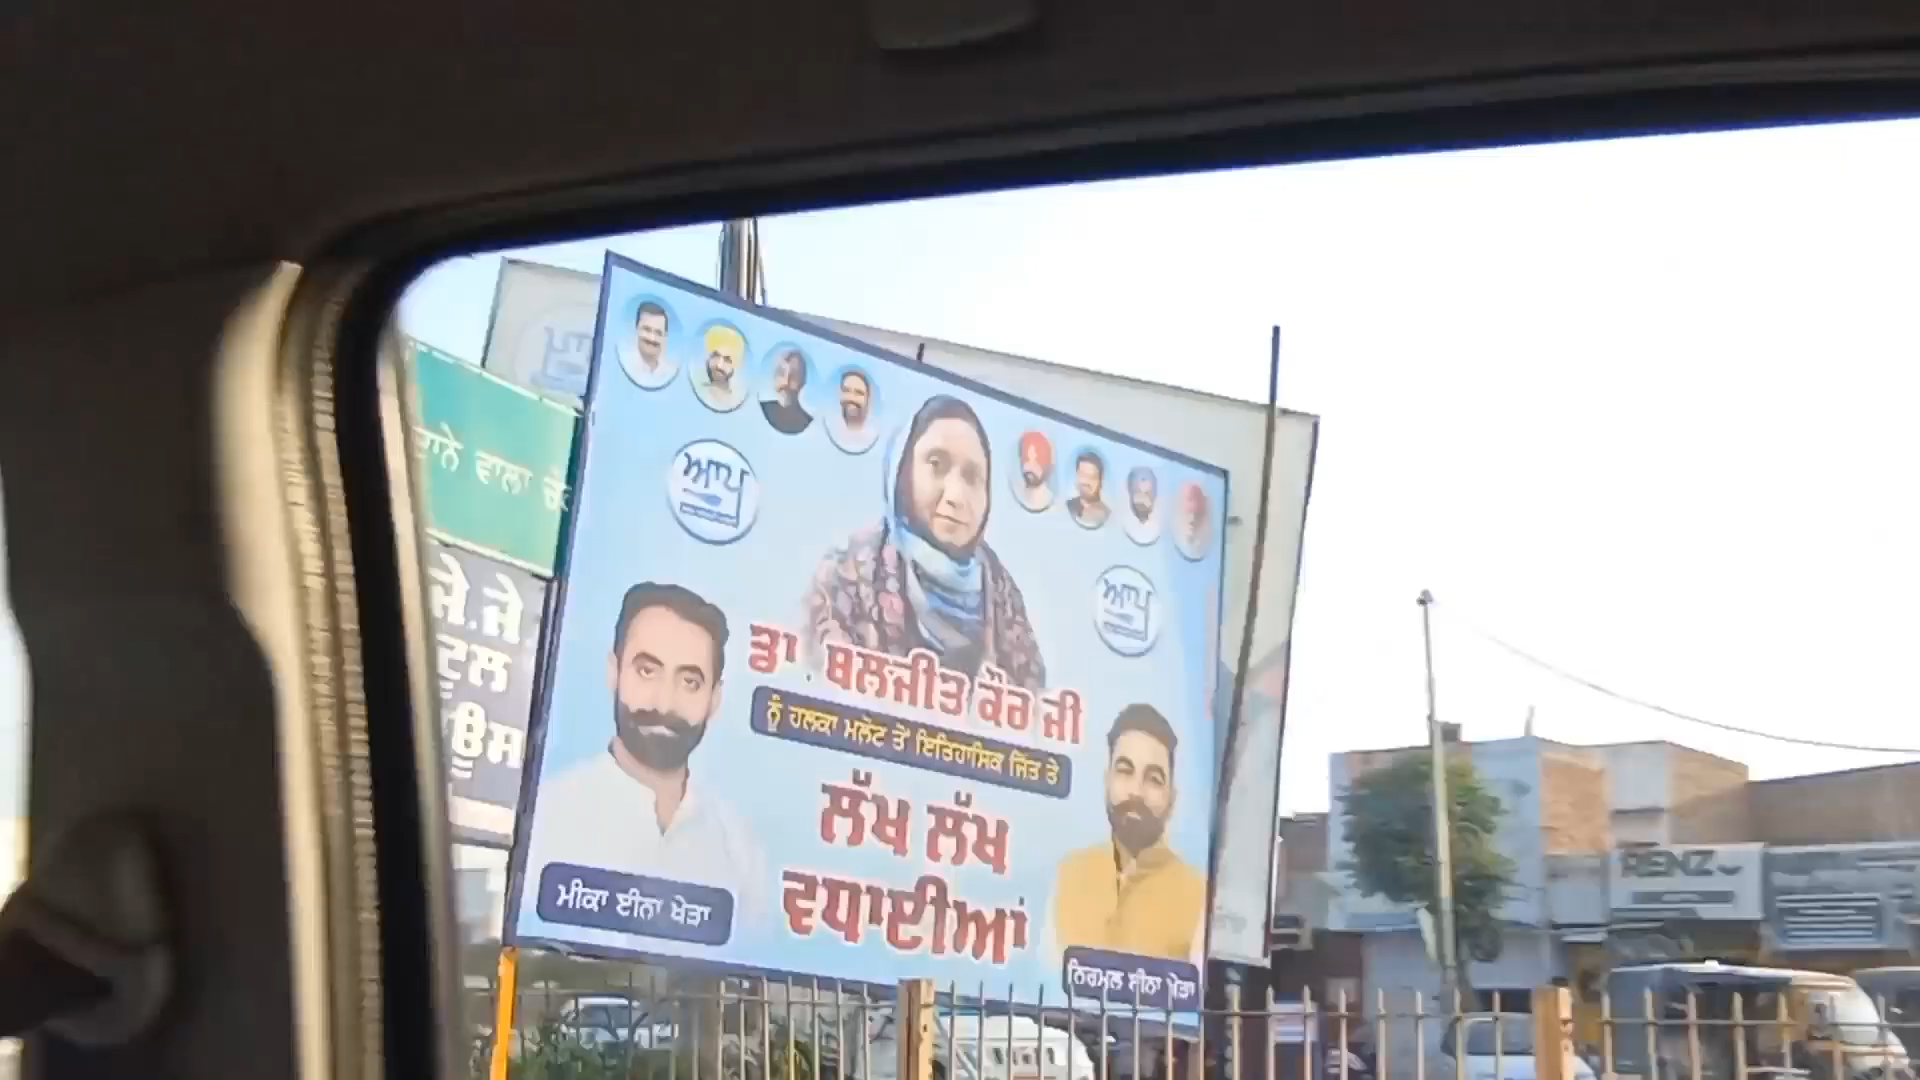 ਵਾਲਾ
ਜੇ.ਜੇ
ਆਪ
ਆਪ
ਡਾ. ਬਲਜੀਤ ਕੌਰ ਜੀ
ਨੂੰ ਹਲਕਾ ਮਲੋਟ ਤੋਂ ਇਤਿਹਾਸਿਕ ਜਿੱਤ ਤੇ
ਲੱਖ ਲੱਖ
ਵਧਾਈਆਂ
ਮੀਕਾ ਈਨਾ ਖੇੜਾ
ਨਿਰਮਲ ਈਨਾ ਖੇੜਾ
RENZ